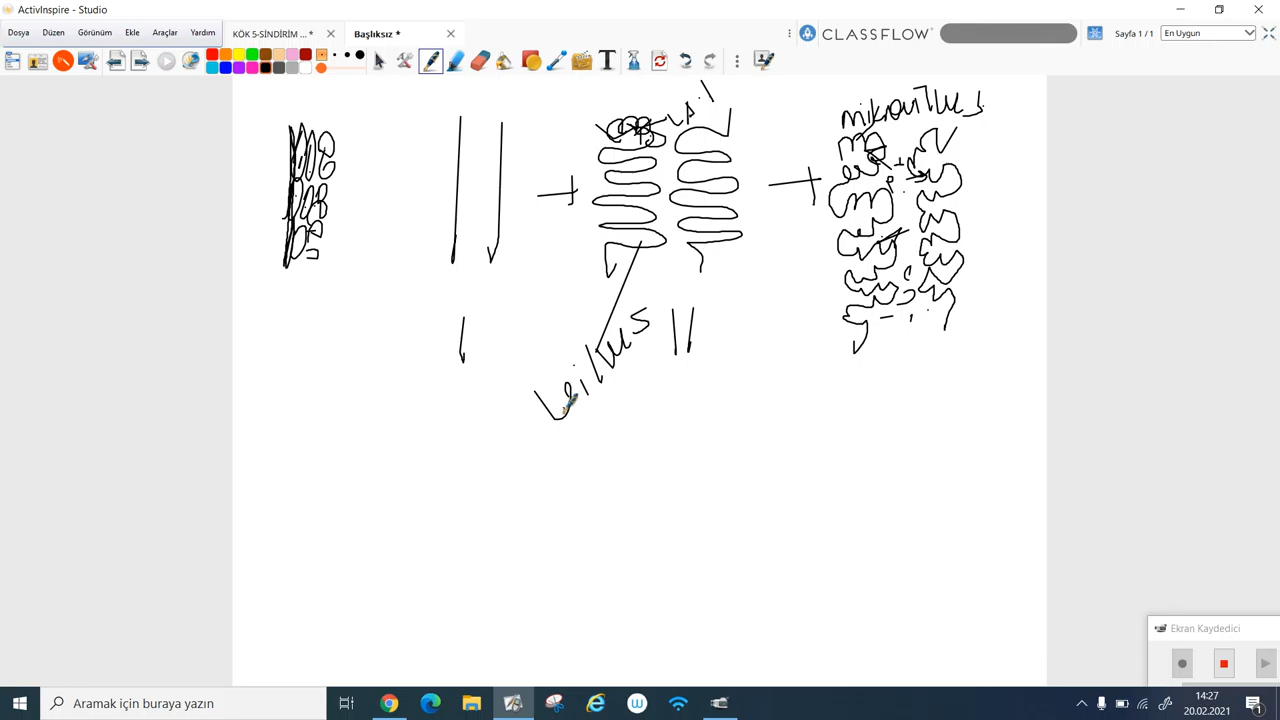 ActivInspire - Studio
Dosya Düzen Görünüm Ekle Araçlar Yardım
KÖK 5-SİNDİRİM ... *
Başlıksız *
CLASSFLOW
Sayfa 1 / 1
En Uygun
mikrovillus
Ekran Kaydedici
Aramak için buraya yazın
14:27
20.02.2021